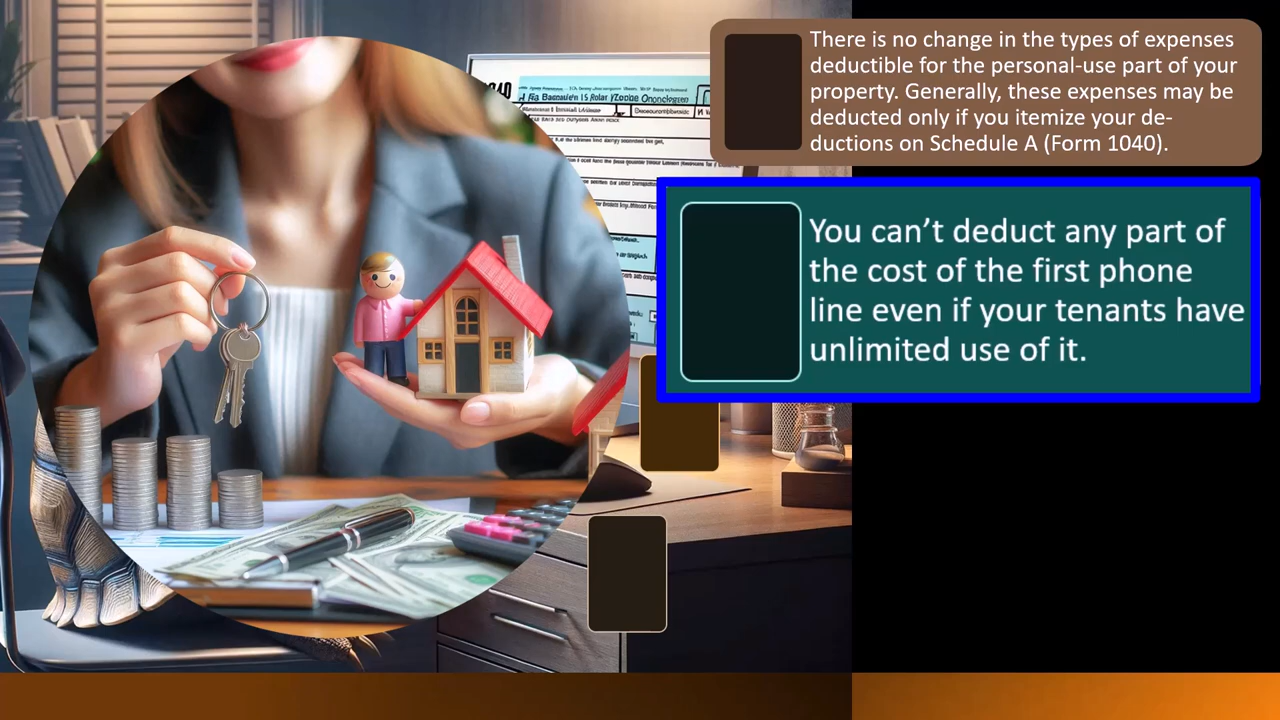 There is no change in the types of expenses
deductible for the personal-use part of your
property. Generally, these expenses may be
deducted only if you itemize your de-
ductions on Schedule A (Form 1040).
You can’t deduct any part of
the cost of the first phone
line even if your tenants have
unlimited use of it.